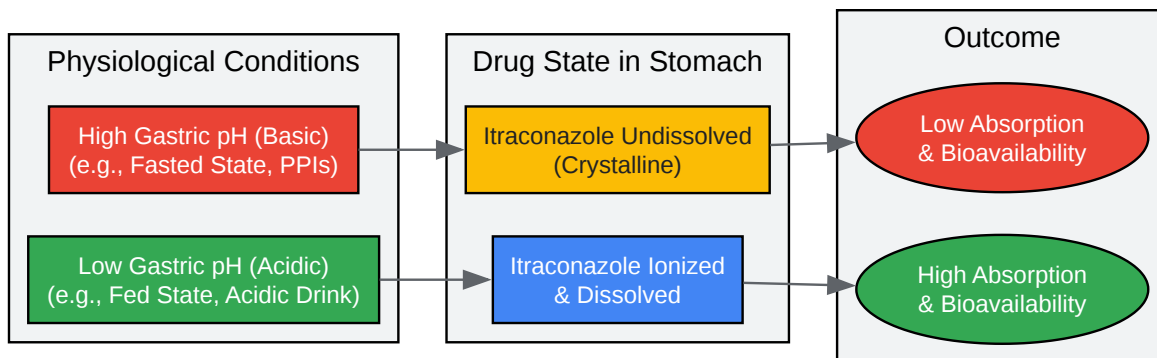 Physiological Conditions
High Gastric pH (Basic)
(e.g., Fasted State, PPIs)
Low Gastric pH (Acidic)
(e.g., Fed State, Acidic Drink)
Drug State in Stomach
Itraconazole Undissolved
(Crystalline)
Itraconazole Ionized
& Dissolved
Outcome
Low Absorption
& Bioavailability
High Absorption
& Bioavailability